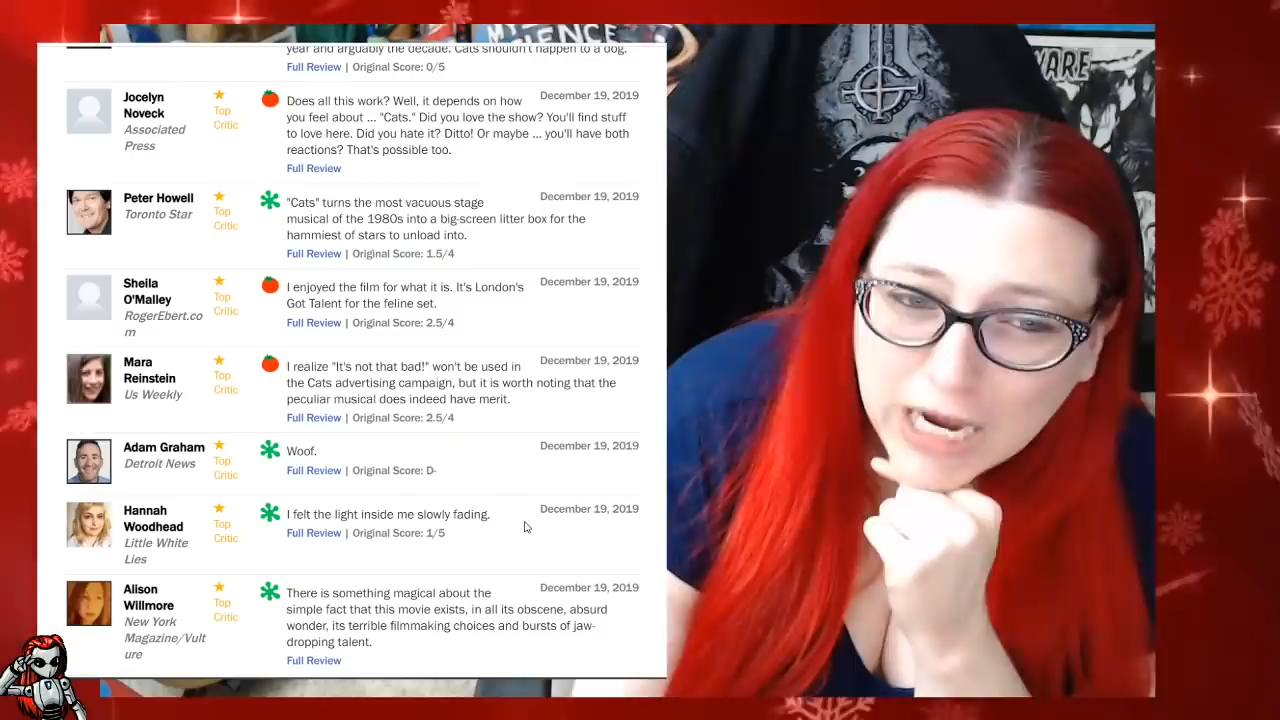 MY
SCIENCE
WARE
year and arguably the decade. Cats shouldn't happen to a dog.
Full Review | Original Score: 0/5
Jocelyn
Noveck
Associated
Press
Top
Critic
December 19, 2019
Does all this work? Well, it depends on how
you feel about ... "Cats." Did you love the show? You'll find stuff
to love here. Did you hate it? Ditto! Or maybe ... you'll have both
reactions? That's possible too.
Full Review
Peter Howell
Toronto Star
Top
Critic
December 19, 2019
"Cats" turns the most vacuous stage
musical of the 1980s into a big-screen litter box for the
hammiest of stars to unload into.
Full Review | Original Score: 1.5/4
Sheila
O'Malley
RogerEbert.co
m
Top
Critic
December 19, 2019
I enjoyed the film for what it is. It's London's
Got Talent for the feline set.
Full Review | Original Score: 2.5/4
Mara
Reinstein
Us Weekly
Top
Critic
December 19, 2019
I realize "It's not that bad!" won't be used in
the Cats advertising campaign, but it is worth noting that the
peculiar musical does indeed have merit.
Full Review | Original Score: 2.5/4
Adam Graham
Detroit News
Top
Critic
December 19, 2019
Woof.
Full Review | Original Score: D-
Hannah
Woodhead
Little White
Lies
Top
Critic
December 19, 2019
I felt the light inside me slowly fading.
Full Review | Original Score: 1/5
Alison
Willmore
New York
Magazine/Vult
ure
Top
Critic
December 19, 2019
There is something magical about the
simple fact that this movie exists, in all its obscene, absurd
wonder, its terrible filmmaking choices and bursts of jaw-
dropping talent.
Full Review